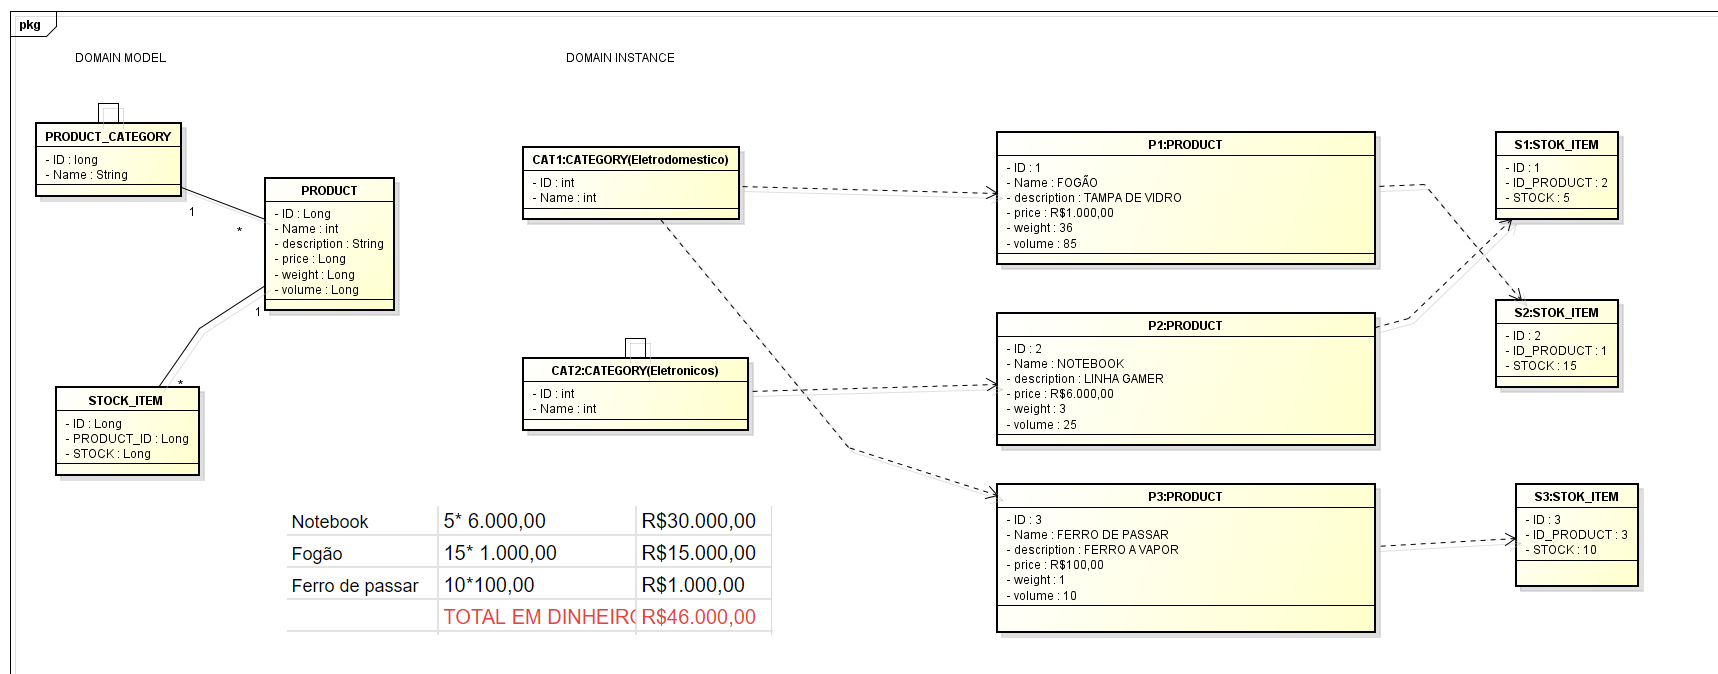 pkg
DOMAIN MODEL
DOMAIN INSTANCE
PRODUCT_CATEGORY
- ID : long
- Name : String
1
*
PRODUCT
- ID : Long
- Name : int
- description : String
- price : Long
- weight : Long
- volume : Long
1
*
STOCK_ITEM
- ID : Long
- PRODUCT_ID : Long
- STOCK : Long
CAT1:CATEGORY(Eletrodomestico)
- ID : int
- Name : int
CAT2:CATEGORY(Eletronicos)
- ID : int
- Name : int
P1:PRODUCT
- ID : 1
- Name : FOGÃO
- description : TAMPA DE VIDRO
- price : R$1.000,00
- weight : 36
- volume : 85
P2:PRODUCT
- ID : 2
- Name : NOTEBOOK
- description : LINHA GAMER
- price : R$6.000,00
- weight : 3
- volume : 25
P3:PRODUCT
- ID : 3
- Name : FERRO DE PASSAR
- description : FERRO A VAPOR
- price : R$100,00
- weight : 1
- volume : 10
S1:STOK_ITEM
- ID : 1
- ID_PRODUCT : 2
- STOCK : 5
S2:STOK_ITEM
- ID : 2
- ID_PRODUCT : 1
- STOCK : 15
S3:STOK_ITEM
- ID : 3
- ID_PRODUCT : 3
- STOCK : 10
Notebook 5* 6.000,00 R$30.000,00
Fogão 15* 1.000,00 R$15.000,00
Ferro de passar 10*100,00 R$1.000,00
TOTAL EM DINHEIRO R$46.000,00